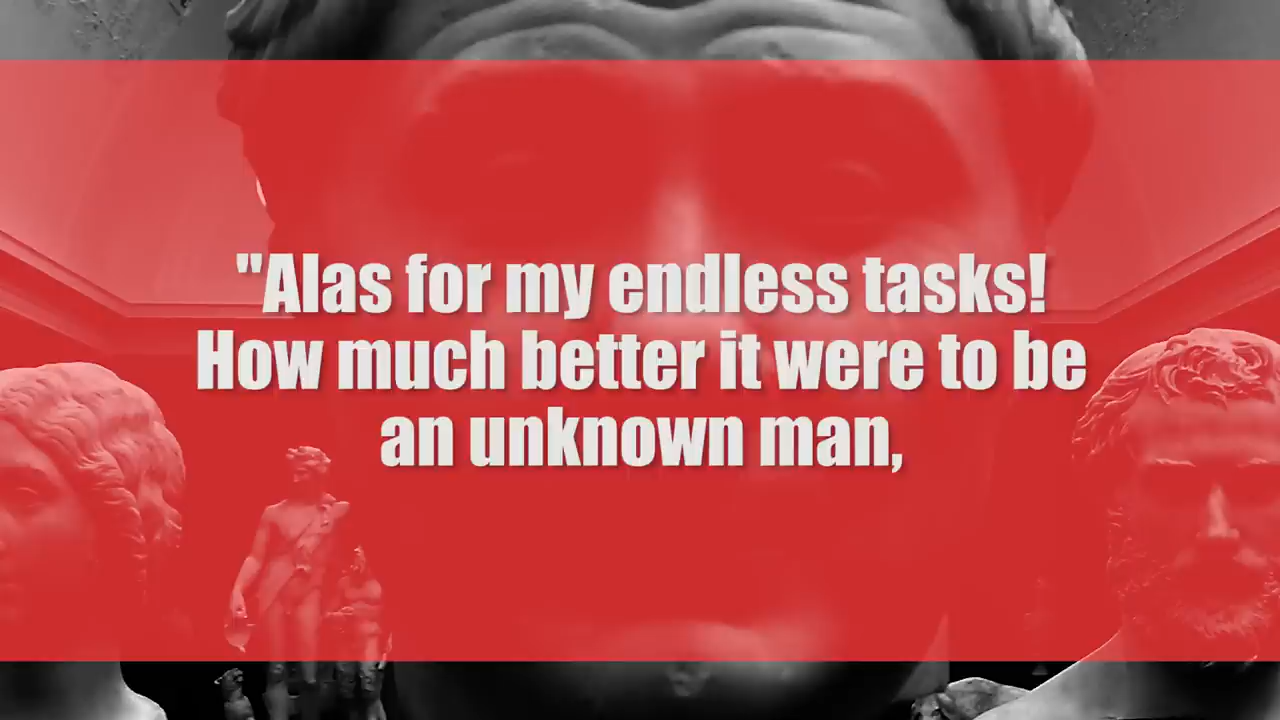 "Alas for my endless tasks!
How much better it were to be
an unknown man,